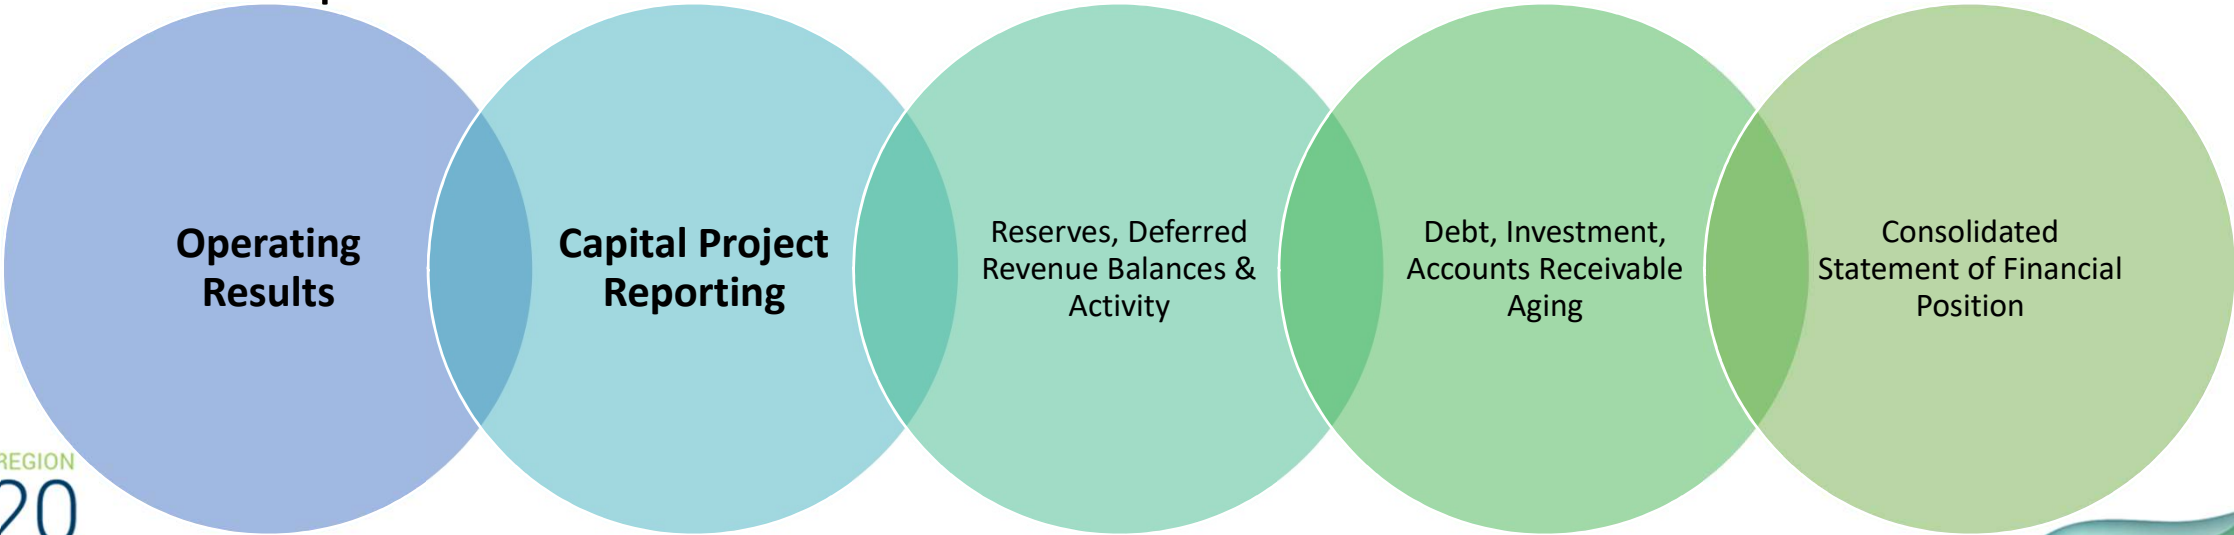 Operating
Results
Capital Project
Reporting
Reserves, Deferred
Revenue Balances &
Activity
Debt, Investment,
Accounts Receivable
Aging
Consolidated
Statement of Financial
Position
REGION
20